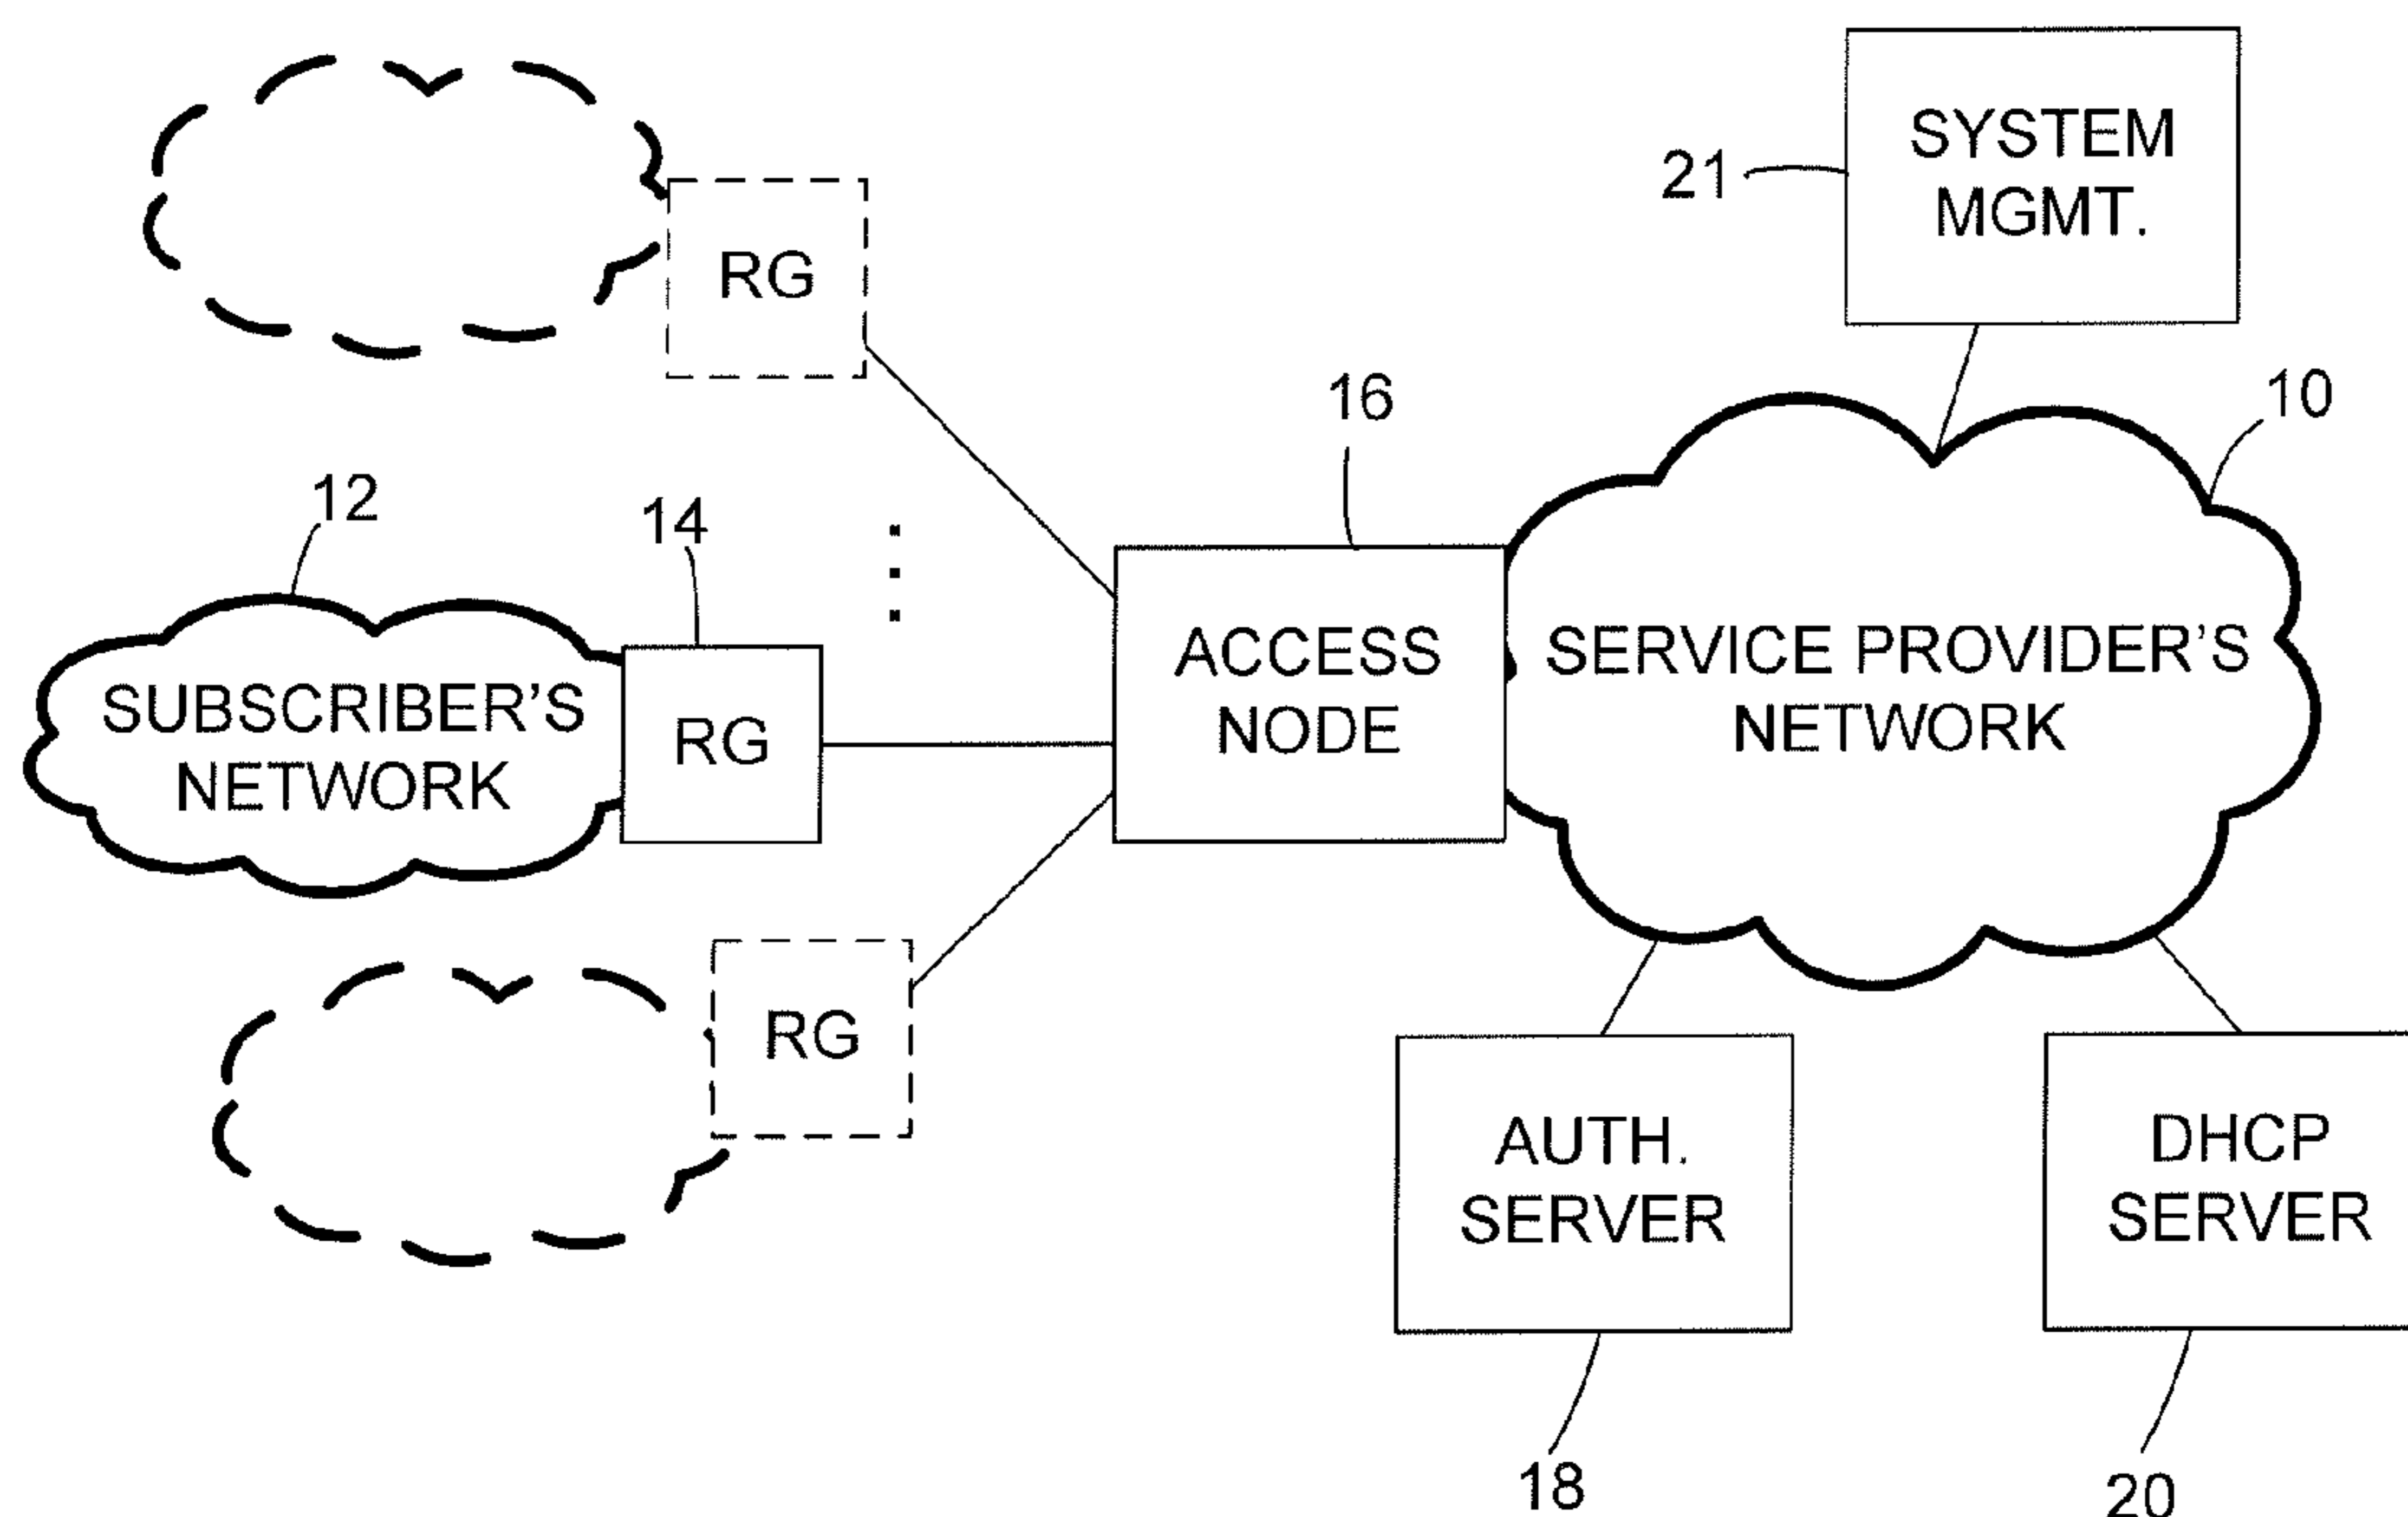 SYSTEM
MGMT.
21
RG
16
10
12
14
ACCESS
NODE
SERVICE PROVIDER'S
NETWORK
SUBSCRIBER'S
NETWORK
RG
RG
AUTH.
SERVER
DHCP
SERVER
18
20